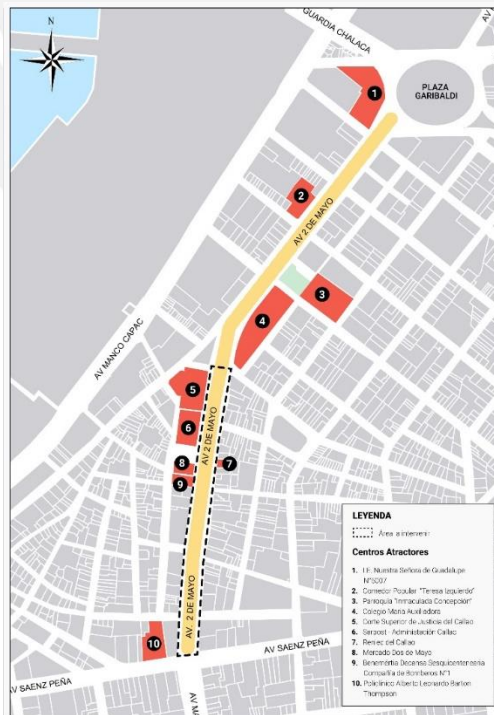 N
GUARDIA CHALACA
PLAZA
GARIBALDI
1
2
AV 2 DE MAYO
3
4
AV MANCO CAPAC
5
6
AV 2 DE MAYO
7
8
9
AV. 2 DE MAYO
10
AV SAENZ PEÑA
AV SAENZ PEÑA
LEYENDA
Área a intervenir
Centros Atractores
1. I.E. Nuestra Señora de Guadalupe
2. Comedor Popular "Teresa Izquierdo"
3. Parroquia "Inmaculada Concepción"
4. Colegio María Auxiliadora
5. Corte Superior de Justicia del Callao
6. Serpost - Administación Callao
7. Reniec del Callao
8. Mercado Dos de Mayo
9. Benemérita Decana Sesquicentenaria
Compañía de Bomberos N°1
10. Policlínico Alberto Leonardo Barton
Thompson